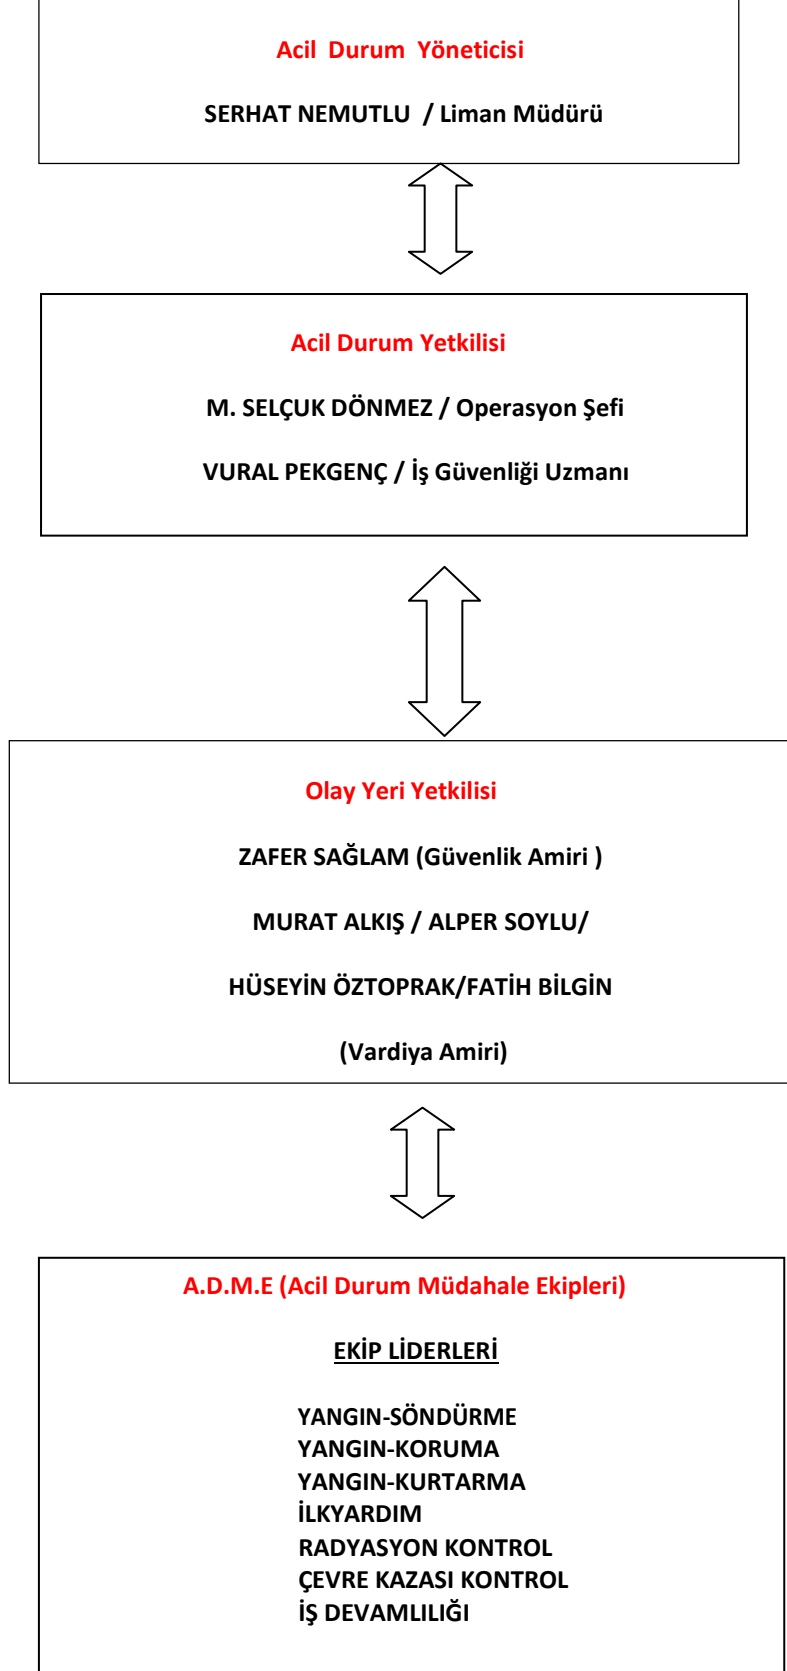 Acil Durum Yöneticisi
SERHAT NEMUTLU / Liman Müdürü
Acil Durum Yetkilisi
M. SELÇUK DÖNMEZ / Operasyon Şefi
VURAL PEKGENÇ / İş Güvenliği Uzmanı
Olay Yeri Yetkilisi
ZAFER SAĞLAM (Güvenlik Amiri )
MURAT ALKIŞ / ALPER SOYLU/
HÜSEYİN ÖZTOPRAK/FATİH BİLGİN
(Vardiya Amiri)
A.D.M.E (Acil Durum Müdahale Ekipleri)
EKİP LİDERLERİ
YANGIN-SÖNDÜRME
YANGIN-KORUMA
YANGIN-KURTARMA
İLKYARDIM
RADYASYON KONTROL
ÇEVRE KAZASI KONTROL
İŞ DEVAMLILIĞI